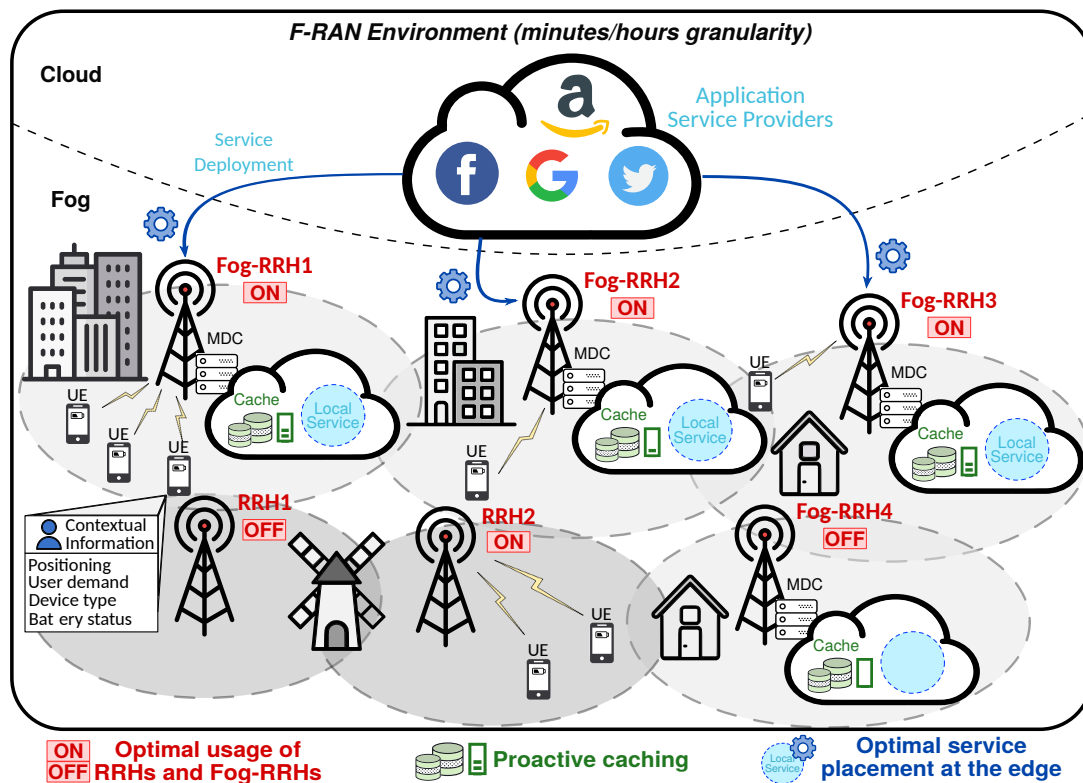 F-RAN Environment (minutes/hours granularity)
Cloud
Application
Service Providers
a
f
G
Service
Deployment
Fog
Fog-RRH1
ON
MDC
Cache
Local
Service
UE
UE
UE
Fog-RRH2
ON
MDC
Cache
Local
Service
UE
Fog-RRH3
ON
UE
MDC
Cache
Local
Service
RRH1
OFF
Contextual
Information
Positioning
User demand
Device type
Bat ery status
RRH2
ON
UE
UE
Fog-RRH4
OFF
MDC
Cache
ON
OFF
Optimal usage of
RRHs and Fog-RRHs
Proactive caching
Local
Service
Optimal service
placement at the edge